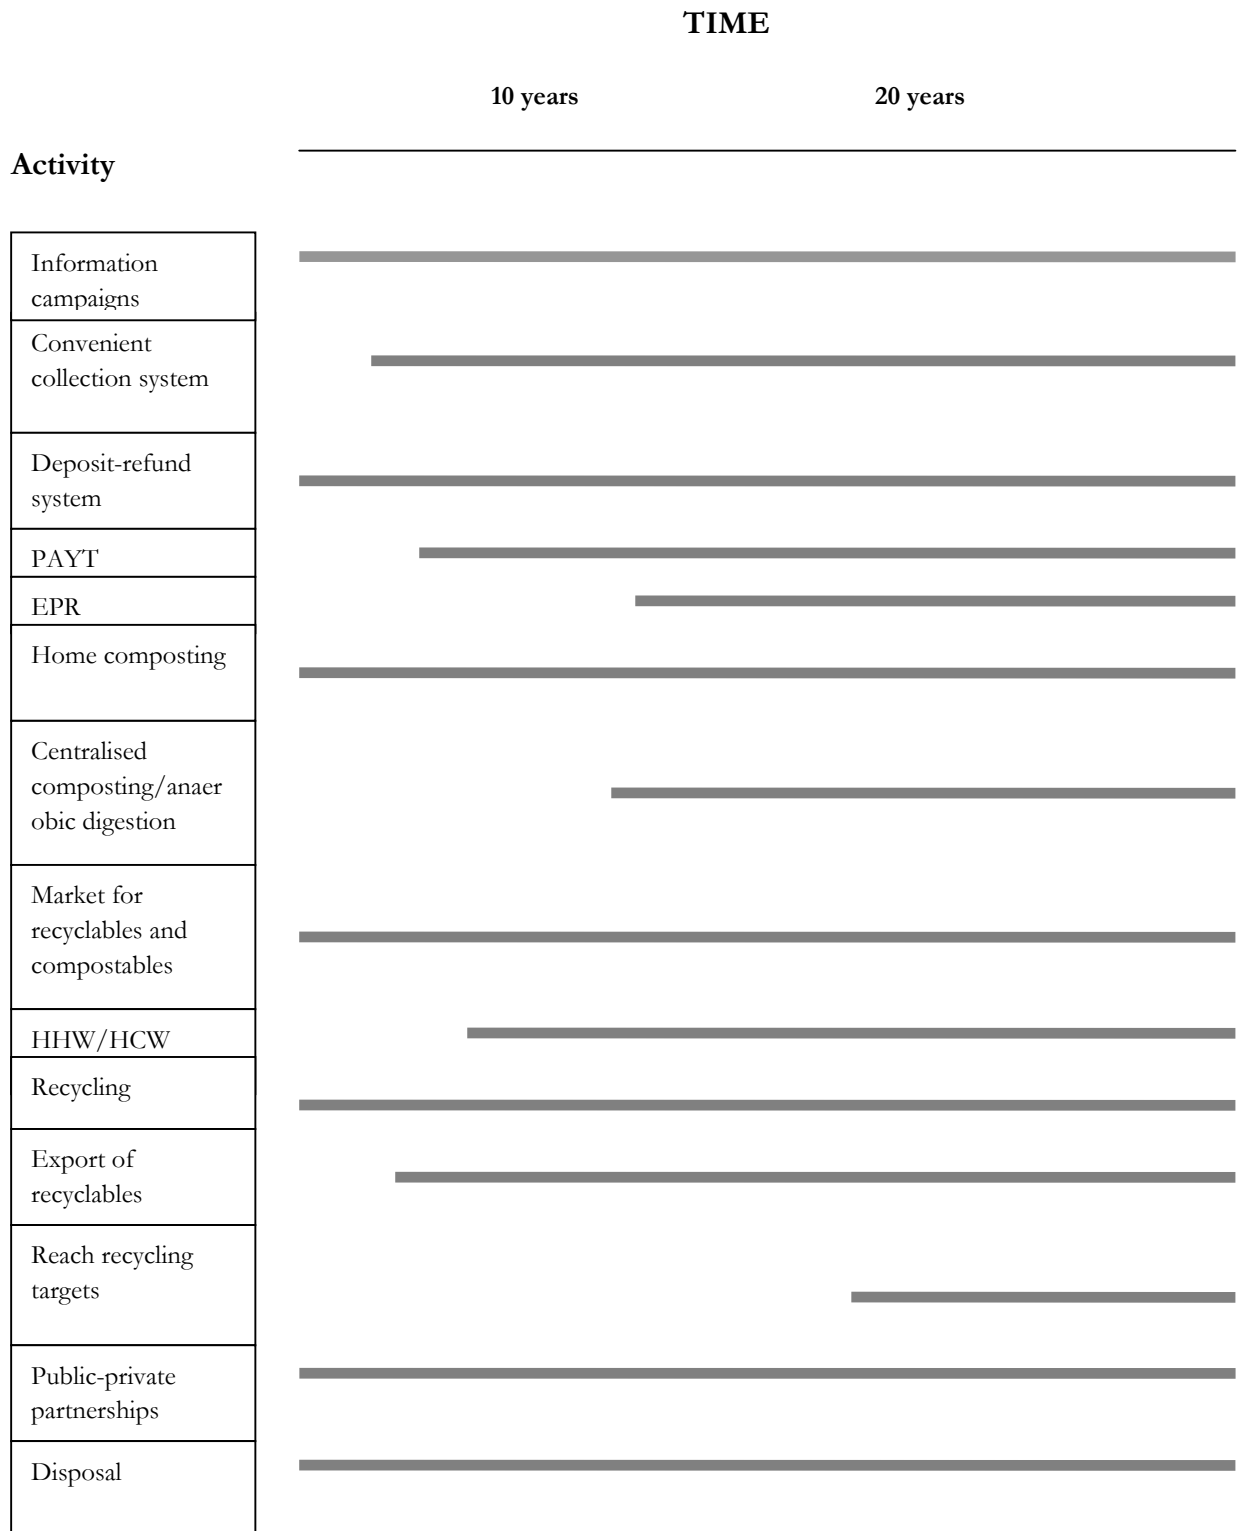 TIME
10 years
20 years
Activity
Information
campaigns
Convenient
collection system
Deposit-refund
system
PAYT
EPR
Home composting
Centralised
composting/anaer
obic digestion
Market for
recyclables and
compostables
HHW/HCW
Recycling
Export of
recyclables
Reach recycling
targets
Public-private
partnerships
Disposal